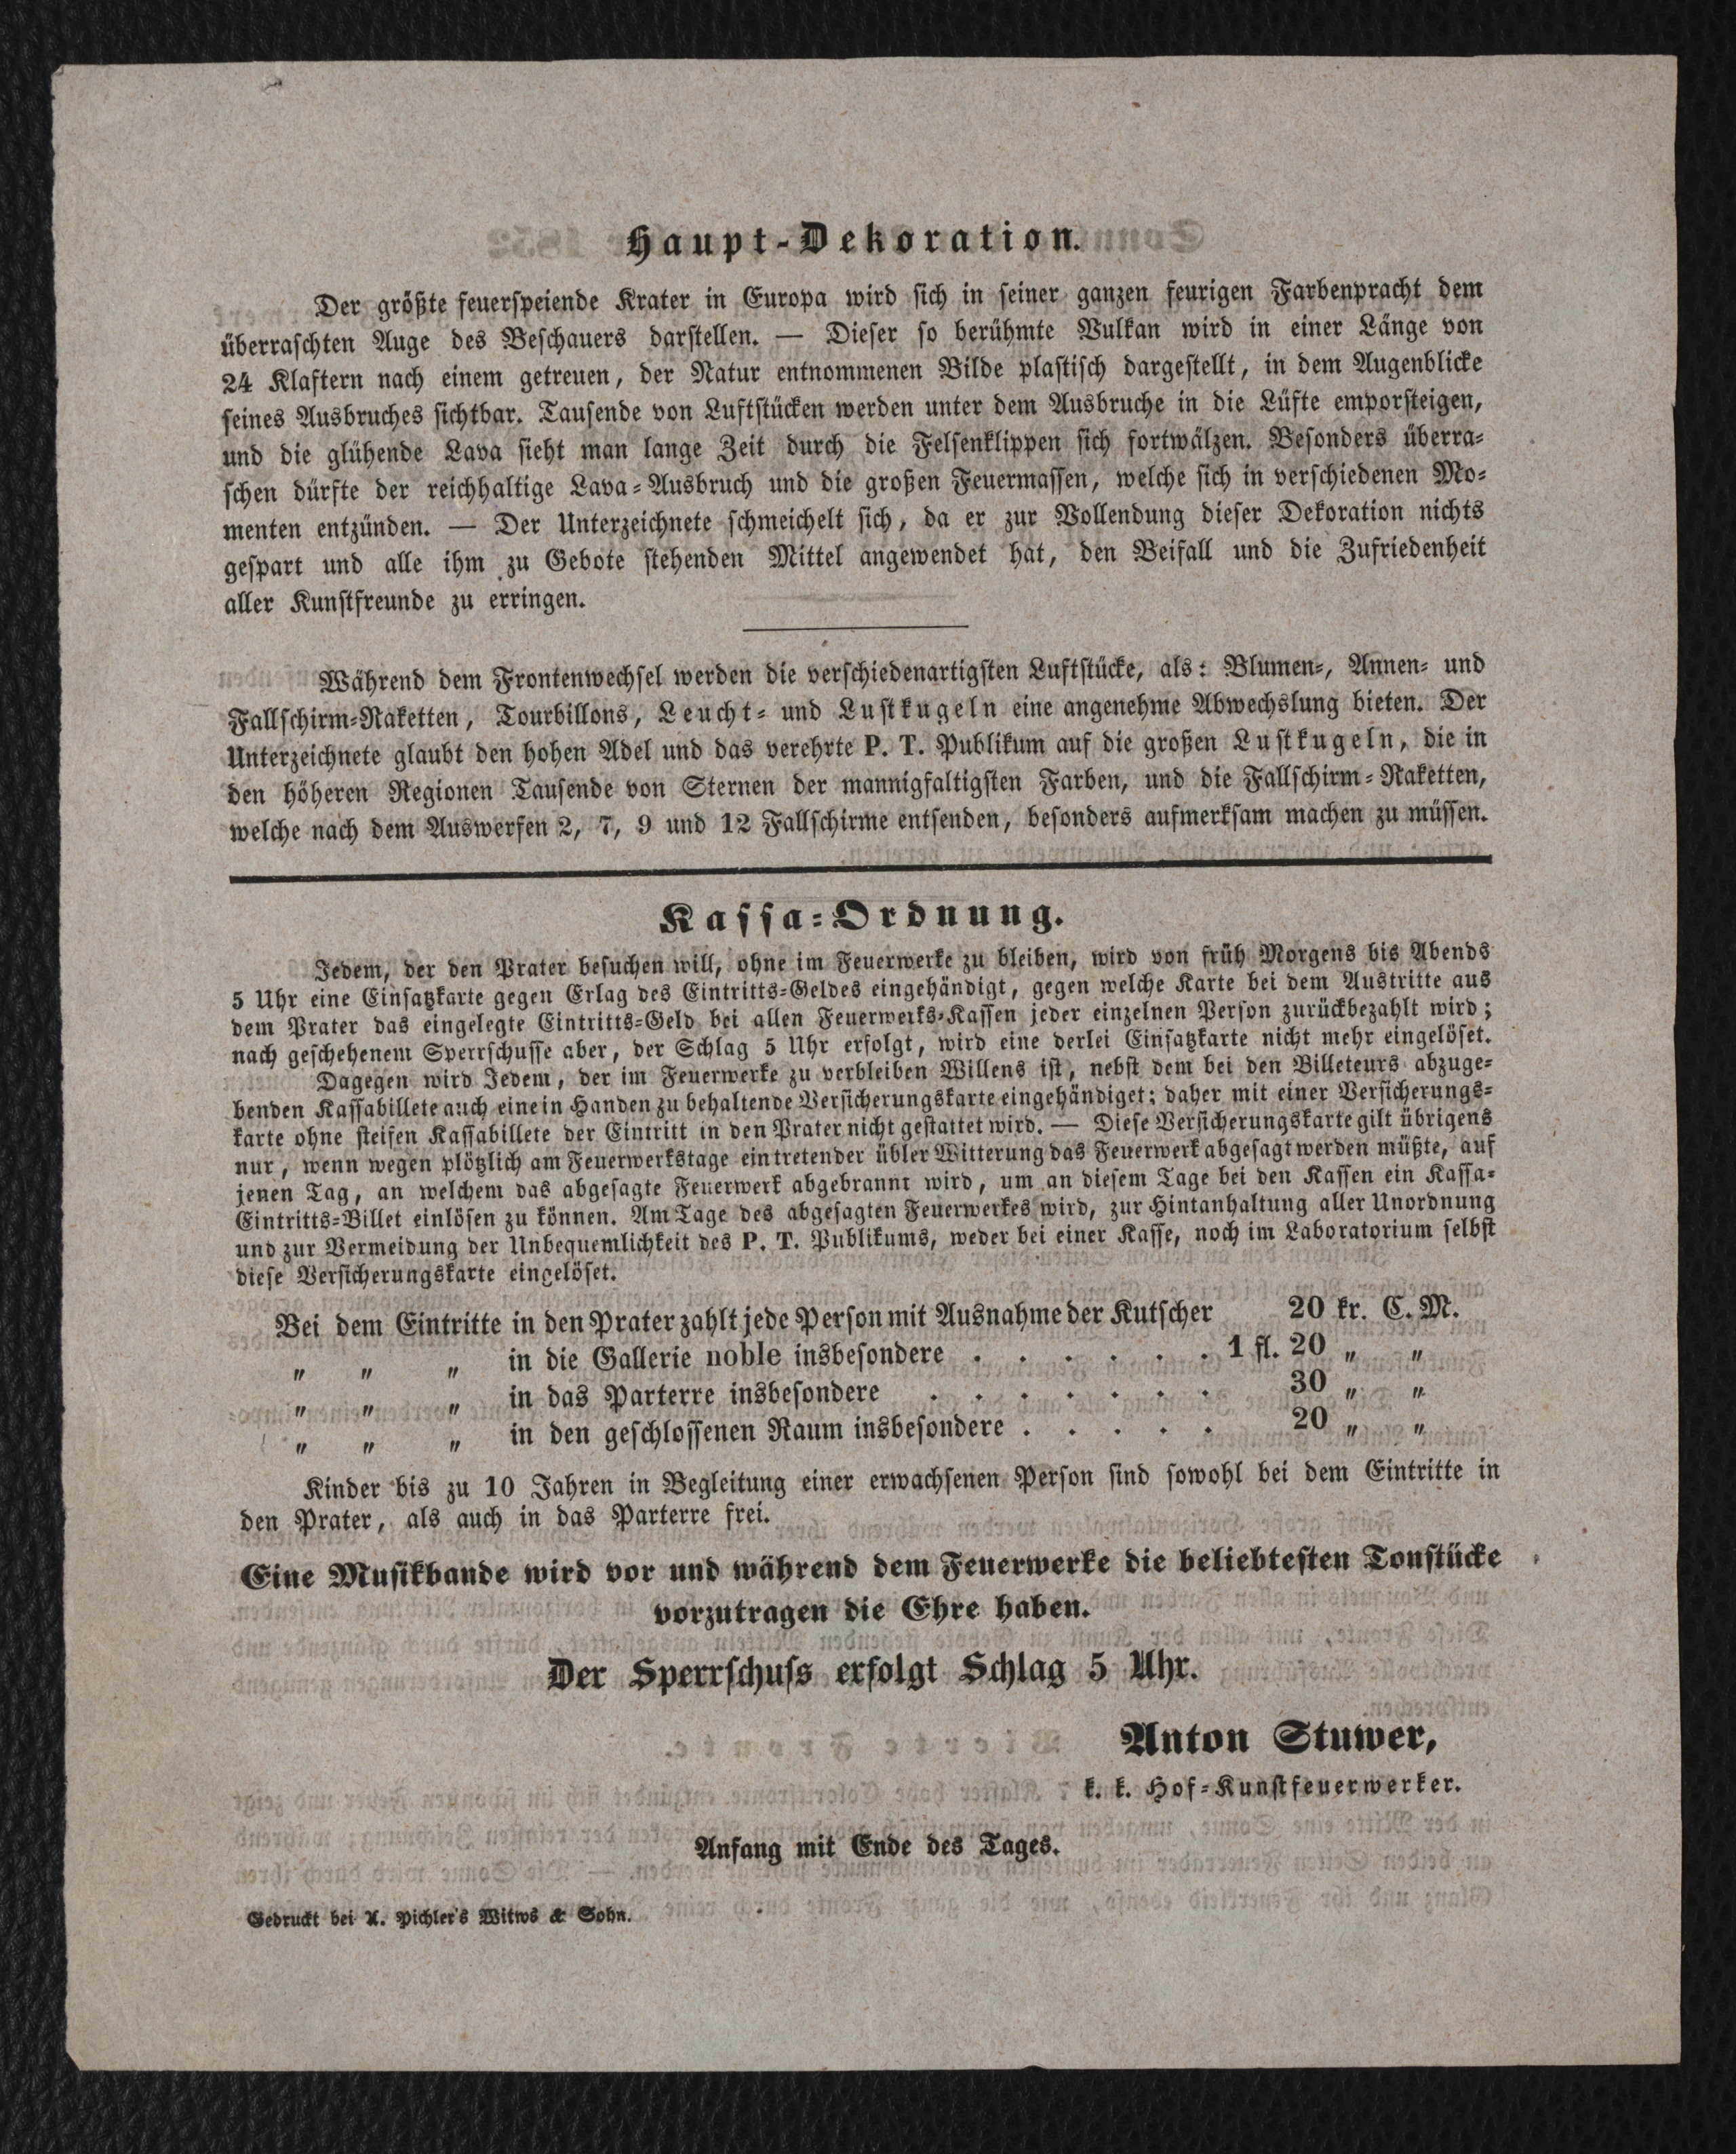 Haupt-Dekoration.
Der größte feuerspeiende Krater in Europa wird sich in seiner ganzen feurigen Farbenpracht dem
überraschten Auge des Beschauers darstellen. — Dieser so berühmte Vulkan wird in einer Länge von
24 Klaftern nach einem getreuen, der Natur entnommenen Bilde plastisch dargestellt, in dem Augenblicke
seines Ausbruches sichtbar. Tausende von Luftstücken werden unter dem Ausbruche in die Lüfte emporsteigen,
und die glühende Lava sieht man lange Zeit durch die Felsenklippen sich fortwälzen. Besonders überra-
schen dürfte der reichhaltige Lava-Ausbruch und die großen Feuermassen, welche sich in verschiedenen Mo-
menten entzünden. — Der Unterzeichnete schmeichelt sich, da er zur Vollendung dieser Dekoration nichts
gespart und alle ihm zu Gebote stehenden Mittel angewendet hat, den Beifall und die Zufriedenheit
aller Kunstfreunde zu erringen.
Während dem Frontenwechsel werden die verschiedenartigsten Luftstücke, als: Blumen-, Annen- und
Fallschirm-Raketten, Tourbillons, Leucht- und Lustkugeln eine angenehme Abwechslung bieten. Der
Unterzeichnete glaubt den hohen Adel und das verehrte P. T. Publikum auf die großen Lustkugeln, die in
den höheren Regionen Tausende von Sternen der mannigfaltigsten Farben, und die Fallschirm-Raketten,
welche nach dem Auswerfen 2, 7, 9 und 12 Fallschirme entsenden, besonders aufmerksam machen zu müssen.
Kassa-Ordnung.
Jedem, der den Prater besuchen will, ohne im Feuerwerke zu bleiben, wird von früh Morgens bis Abends
5 Uhr eine Einsatzkarte gegen Erlag des Eintritts-Geldes eingehändigt, gegen welche Karte bei dem Austritte aus
dem Prater das eingelegte Eintritts-Geld bei allen Feuerwerks-Kassen jeder einzelnen Person zurückbezahlt wird;
nach geschehenem Sperrschusse aber, der Schlag 5 Uhr erfolgt, wird eine derlei Einsatzkarte nicht mehr eingelöset.
Dagegen wird Jedem, der im Feuerwerke zu verbleiben Willens ist, nebst dem bei den Billeteurs abzuge-
benden Kassabillete auch eine in Handen zu behaltende Versicherungskarte eingehändiget; daher mit einer Versicherungs-
karte ohne steifen Kassabillete der Eintritt in den Prater nicht gestattet wird. — Diese Versicherungskarte gilt übrigens
nur, wenn wegen plötzlich am Feuerwerkstage eintretender übler Witterung das Feuerwerk abgesagt werden müßte, auf
jenen Tag, an welchem das abgesagte Feuerwerk abgebrannt wird, um an diesem Tage bei den Kassen ein Kassa-
Eintritts-Billet einlösen zu können. Am Tage des abgesagten Feuerwerkes wird, zur Hintanhaltung aller Unordnung
und zur Vermeidung der Unbequemlichkeit des P. T. Publikums, weder bei einer Kasse, noch im Laboratorium selbst
diese Versicherungskarte eingelöset.
Bei dem Eintritte in den Prater zahlt jede Person mit Ausnahme der Kutscher 20 kr. C. M.
„ „ „ in die Gallerie noble insbesondere . . . . . . 1 fl. 20 „ „
„ „ „ in das Parterre insbesondere . . . . . . . 30 „ „
„ „ „ in den geschlossenen Raum insbesondere . . . . . 20 „ „
Kinder bis zu 10 Jahren in Begleitung einer erwachsenen Person sind sowohl bei dem Eintritte in
den Prater, als auch in das Parterre frei.
Eine Musikbande wird vor und während dem Feuerwerke die beliebtesten Tonstücke
vorzutragen die Ehre haben.
Der Sperrschuss erfolgt Schlag 5 Uhr.
Anton Stuwer,
k. k. Hof-Kunstfeuerwerker.
Anfang mit Ende des Tages.
Gedruckt bei A. Pichler's Witwe & Sohn.